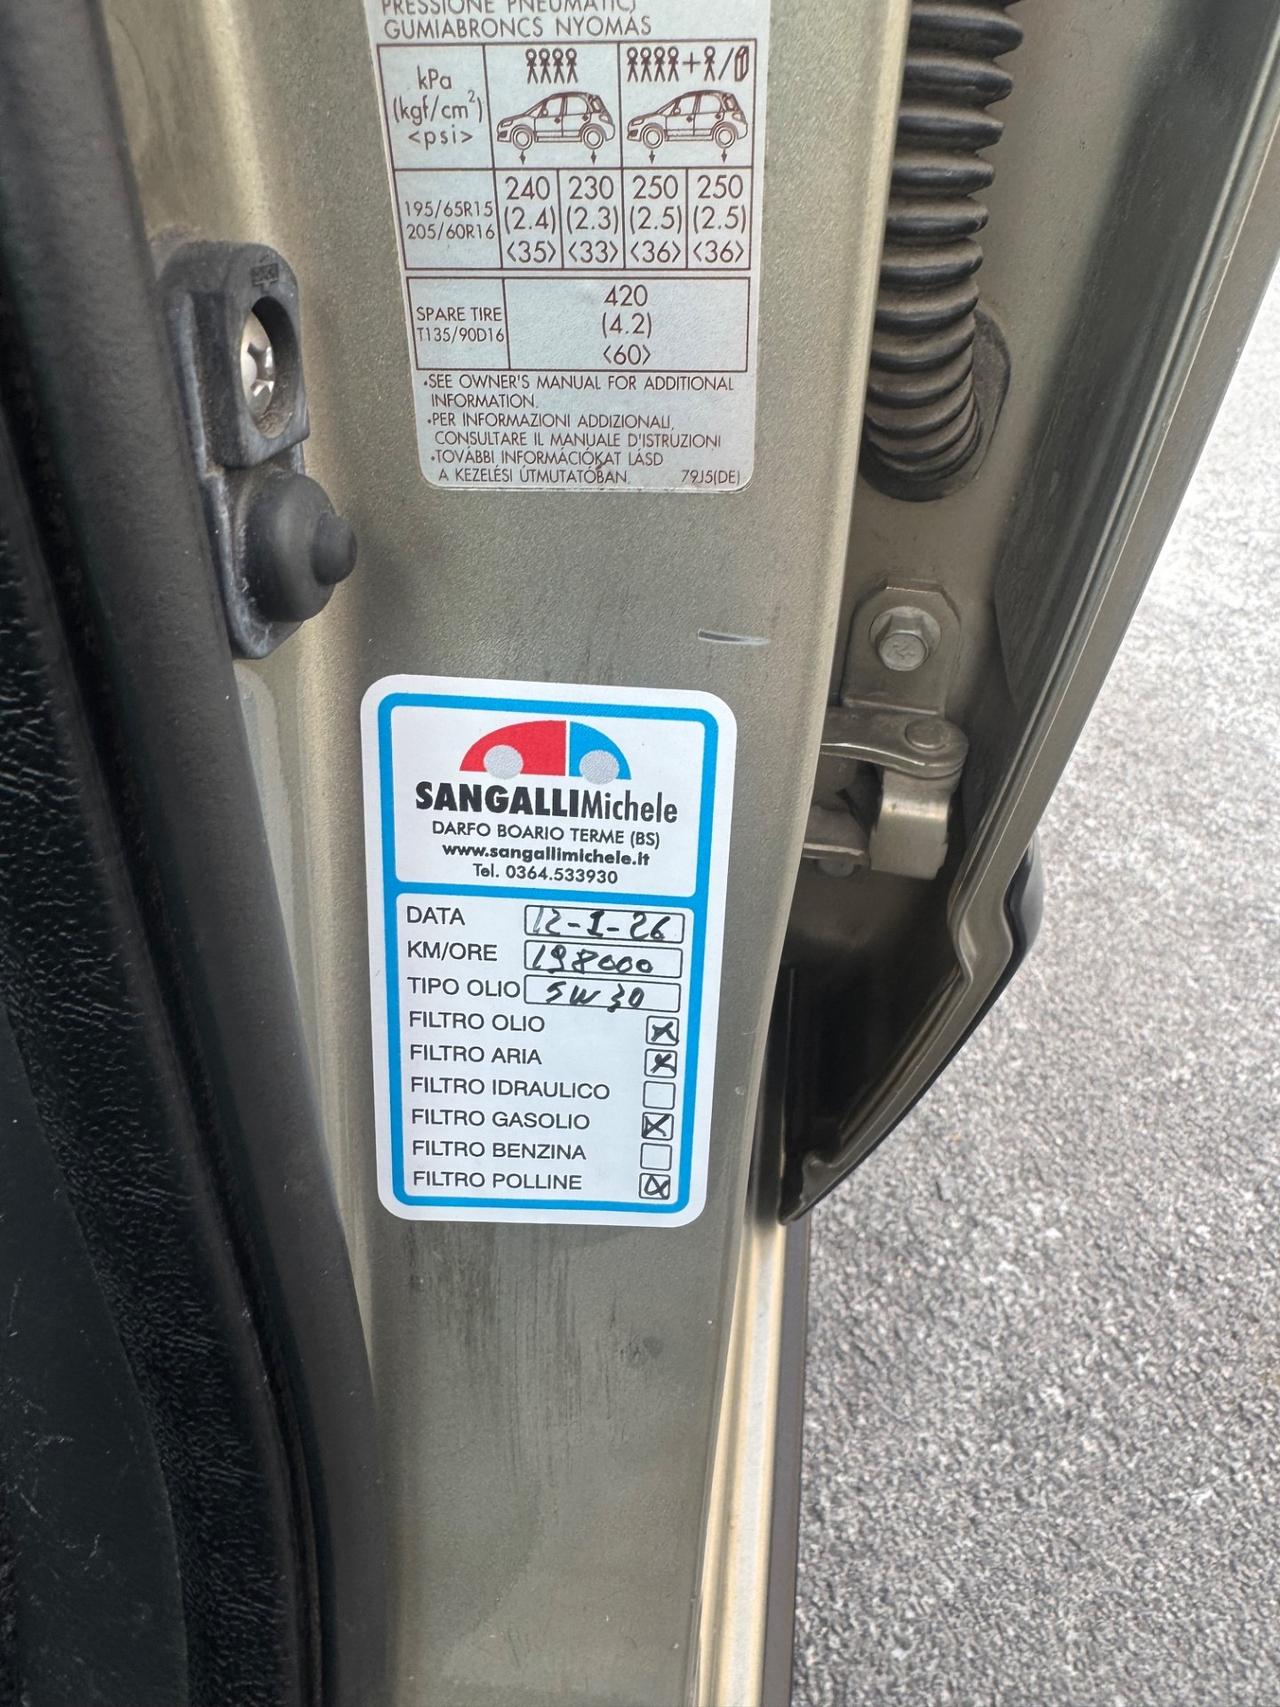 PRESSIONE PNEUMATICI
GUMIABRONCS NYOMÁS
kPa
(kgf/cm²)
<psi>
195/65R15
205/60R16
240 230 250 250
(2.4) (2.3) (2.5) (2.5)
<35> <33> <36> <36>
SPARE TIRE
T135/90D16
420
(4.2)
<60>
•SEE OWNER'S MANUAL FOR ADDITIONAL
INFORMATION.
•PER INFORMAZIONI ADDIZIONALI,
CONSULTARE IL MANUALE D'ISTRUZIONI
•TOVÁBBI INFORMÁCIÓKAT LÁSD
A KEZELÉSI ÚTMUTATÓBAN. 79J5(DE)
SANGALLIMichele
DARFO BOARIO TERME (BS)
www.sangallimichele.it
Tel. 0364.533930
DATA 12-1-26
KM/ORE 198000
TIPO OLIO 5W30
FILTRO OLIO X
FILTRO ARIA X
FILTRO IDRAULICO
FILTRO GASOLIO X
FILTRO BENZINA
FILTRO POLLINE X